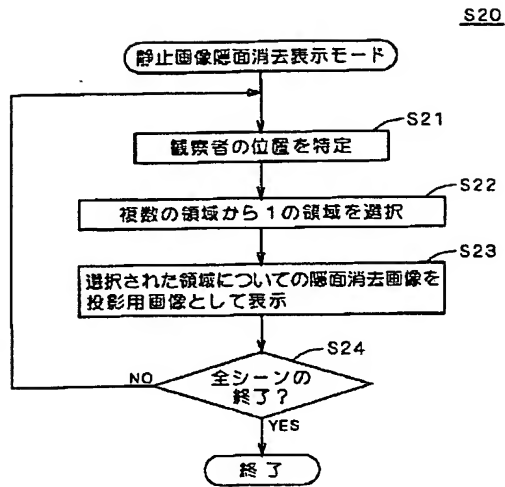 S20
静止画像隠面消去表示モード
S21
観察者の位置を特定
S22
複数の領域から1の領域を選択
S23
選択された領域についての隠面消去画像を
投影用画像として表示
S24
NO
全シーンの
終了?
YES
終了